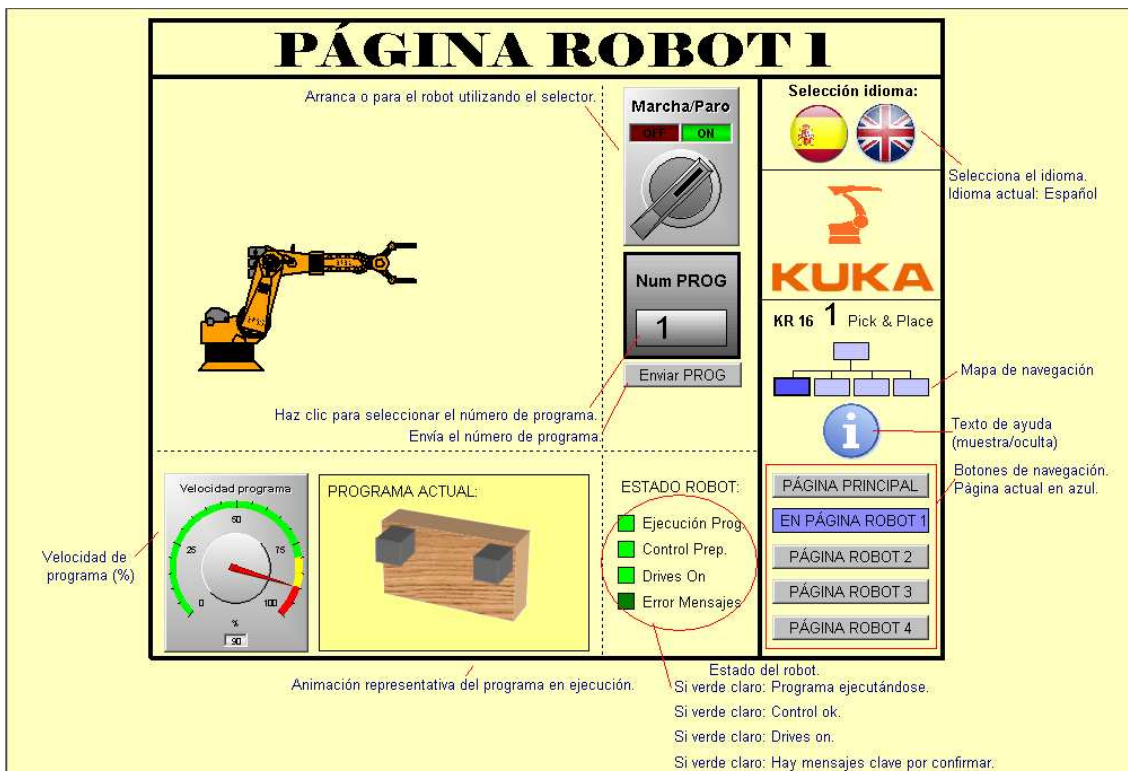 PÁGINA ROBOT 1
Arranca o para el robot utilizando el selector.
Marcha/Paro
OFF ON
Selección idioma:
Selecciona el idioma.
Idioma actual: Español
KUKA
Num PROG
1
Enviar PROG
KR 16 1 Pick & Place
Mapa de navegación
Haz clic para seleccionar el número de programa.
Envía el número de programa.
i
Texto de ayuda
(muestra/oculta)
Botones de navegación.
Pàgina actual en azul.
PÁGINA PRINCIPAL
EN PÁGINA ROBOT 1
PÁGINA ROBOT 2
PÁGINA ROBOT 3
PÁGINA ROBOT 4
Velocidad programa
0 25 50 75 100
%
90
Velocidad de
programa (%)
PROGRAMA ACTUAL:
ESTADO ROBOT:
Ejecución Prog.
Control Prep.
Drives On
Error Mensajes
Animación representativa del programa en ejecución.
Estado del robot.
Si verde claro: Programa ejecutándose.
Si verde claro: Control ok.
Si verde claro: Drives on.
Si verde claro: Hay mensajes clave por confirmar.